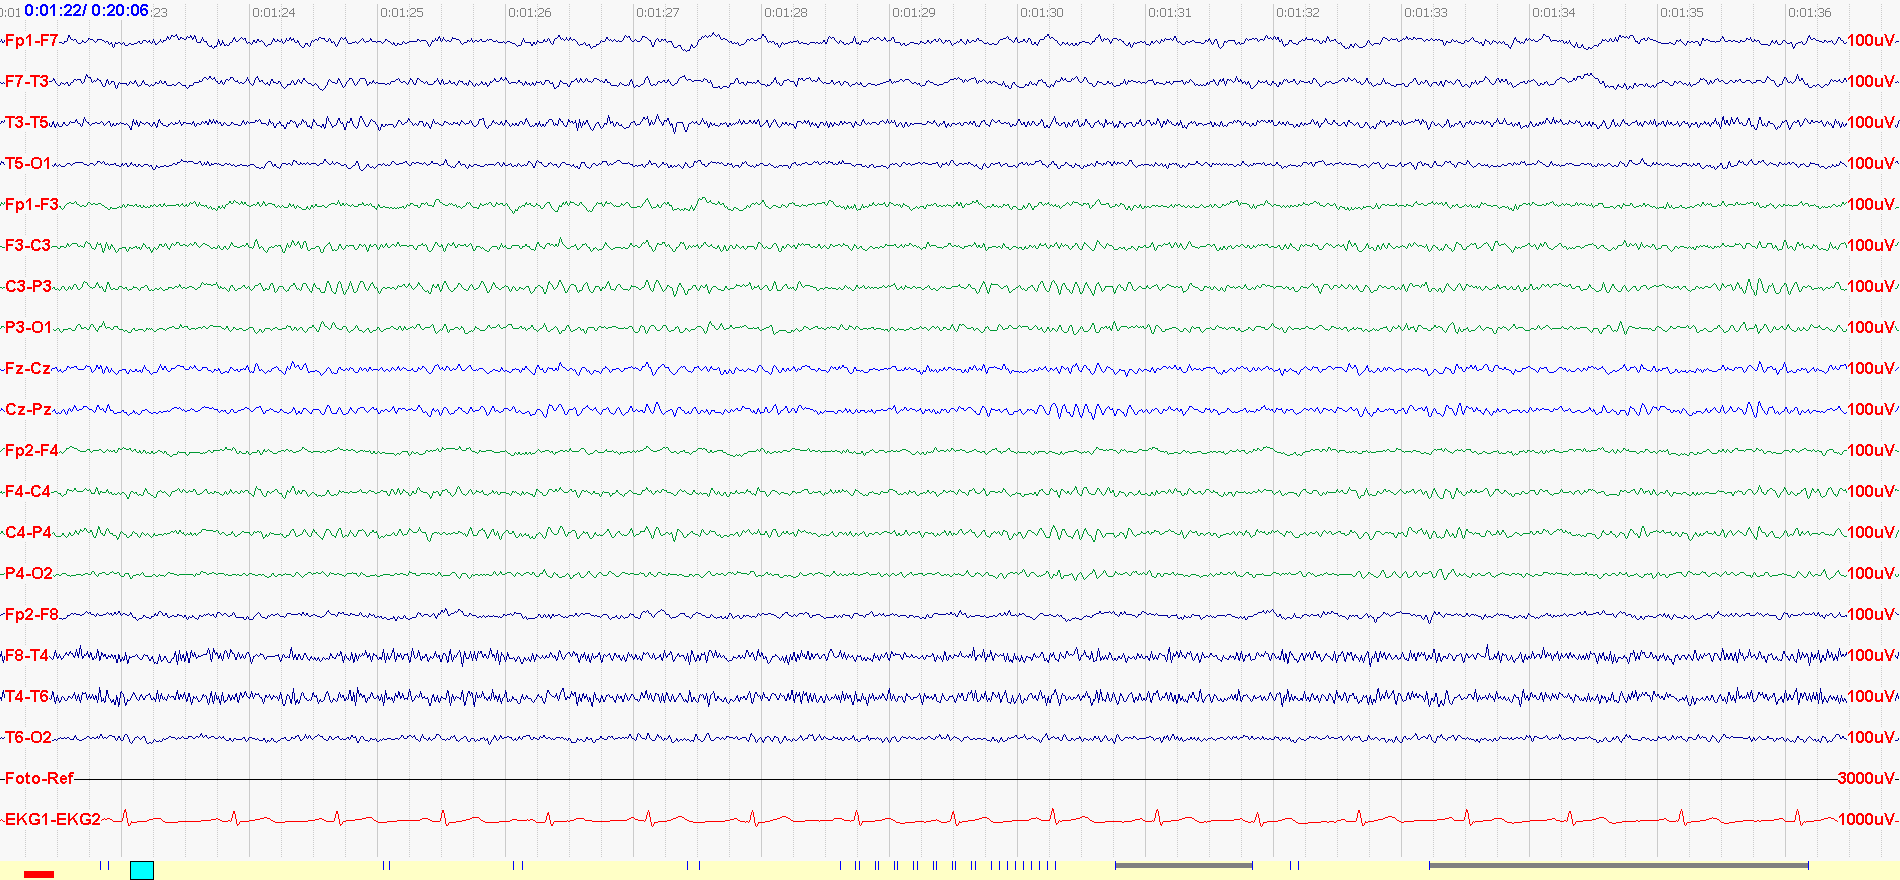 0:01 0:01:22/ 0:20:06 :23 0:01:24 0:01:25 0:01:26 0:01:27 0:01:28 0:01:29 0:01:30 0:01:31 0:01:32 0:01:33 0:01:34 0:01:35 0:01:36
Fp1-F7 100uV
F7-T3 100uV
T3-T5 100uV
T5-O1 100uV
Fp1-F3 100uV
F3-C3 100uV
C3-P3 100uV
P3-O1 100uV
Fz-Cz 100uV
Cz-Pz 100uV
Fp2-F4 100uV
F4-C4 100uV
C4-P4 100uV
P4-O2 100uV
Fp2-F8 100uV
F8-T4 100uV
T4-T6 100uV
T6-O2 100uV
Foto-Ref 3000uV
EKG1-EKG2 1000uV